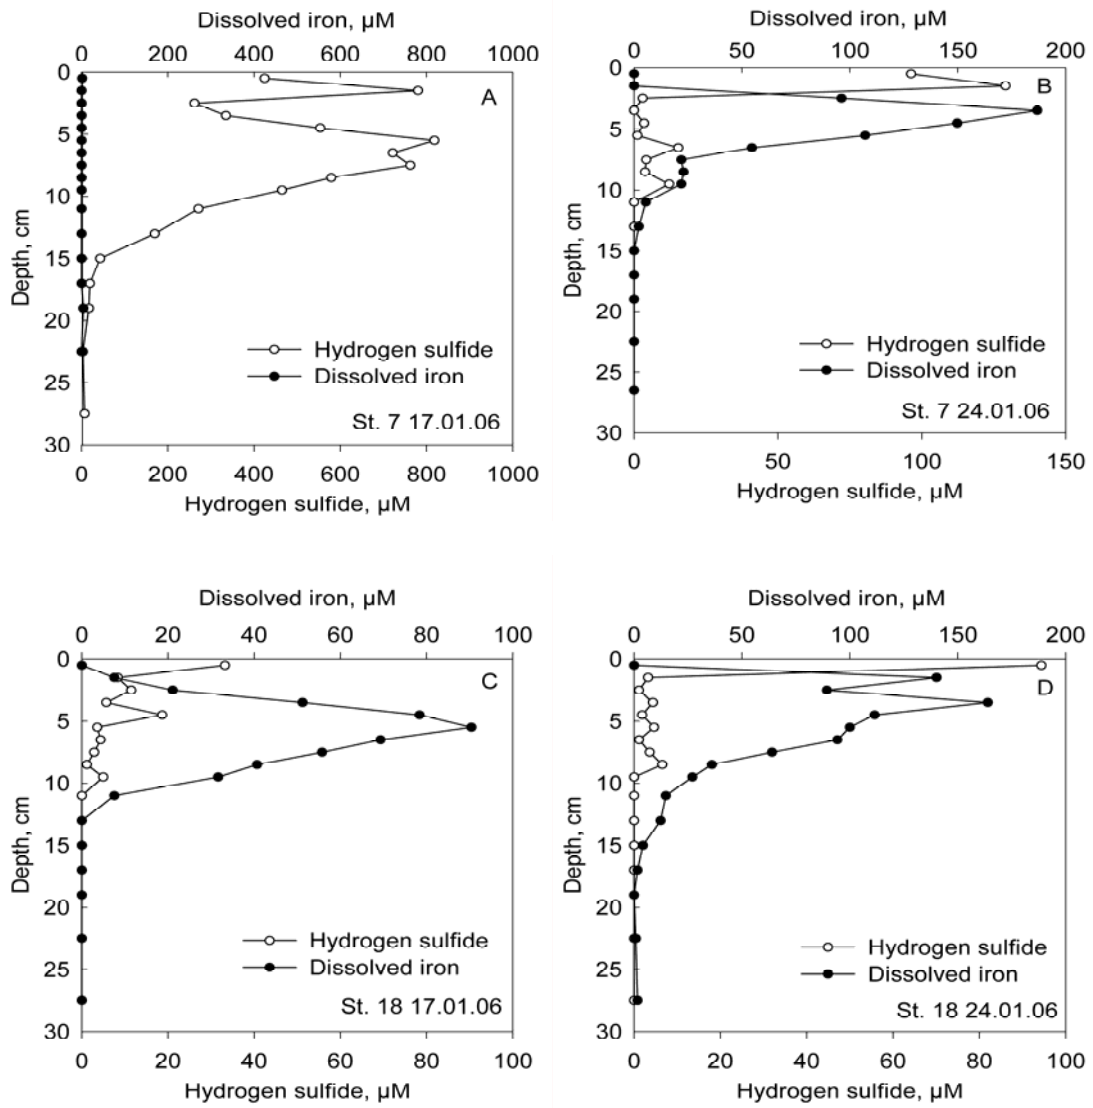 Dissolved iron, µM
0 200 400 600 800 1000
0
5
10
15
20
25
30
Depth, cm
A
Hydrogen sulfide
Dissolved iron
St. 7 17.01.06
0 200 400 600 800 1000
Hydrogen sulfide, µM
Dissolved iron, µM
0 50 100 150 200
0
5
10
15
20
25
30
Depth, cm
B
Hydrogen sulfide
Dissolved iron
St. 7 24.01.06
0 50 100 150
Hydrogen sulfide, µM
Dissolved iron, µM
0 20 40 60 80 100
0
5
10
15
20
25
30
Depth, cm
C
Hydrogen sulfide
Dissolved iron
St. 18 17.01.06
0 20 40 60 80 100
Hydrogen sulfide, µM
Dissolved iron, µM
0 50 100 150 200
0
5
10
15
20
25
30
Depth, cm
D
Hydrogen sulfide
Dissolved iron
St. 18 24.01.06
0 20 40 60 80 100
Hydrogen sulfide, µM